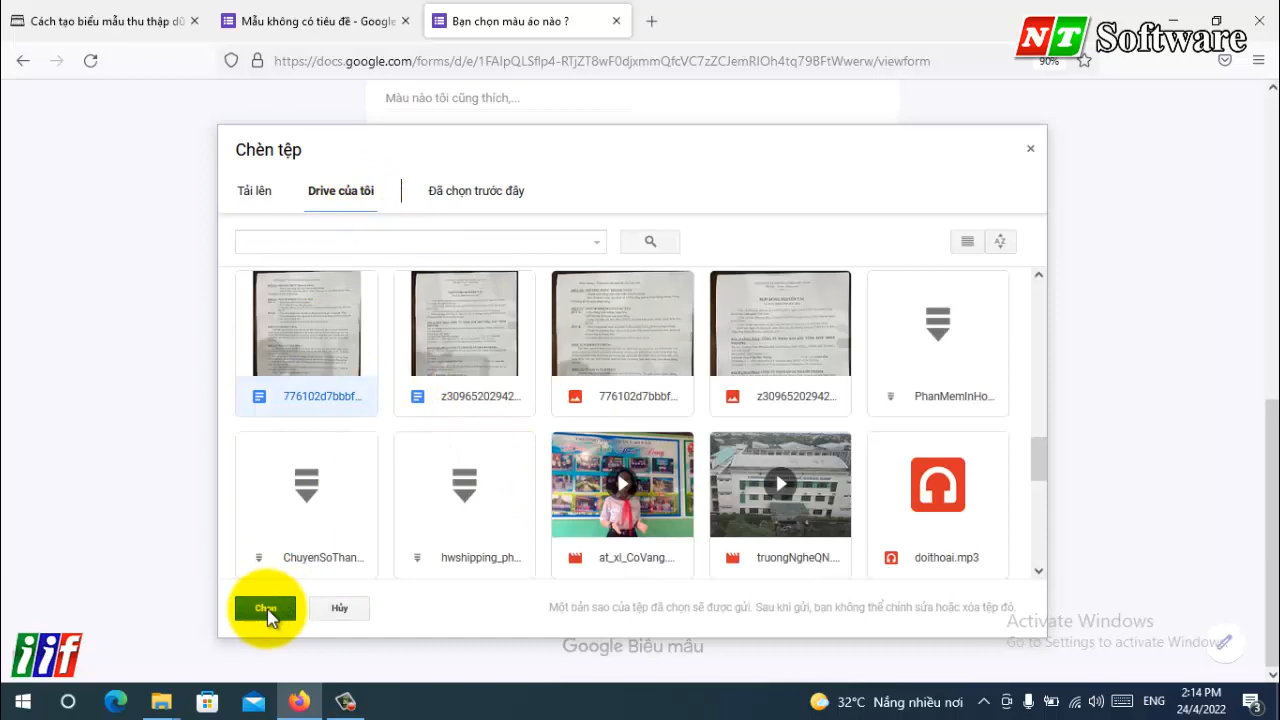 Cách tạo biểu mẫu thu thập dữ
Mẫu không có tiêu đề - Google
Bạn chọn màu áo nào ?
NT Software
https://docs.google.com/forms/d/e/1FAIpQLSflp4-RTjZT8wF0djttmmQfcVC7zZCJemRIOh4tq79BFtWwerw/viewform
90%
Màu nào tôi cũng thích,...
Chèn tệp
Tải lên
Drive của tôi
Đã chọn trước đây
776102d7bbbf...
z30965202942...
776102d7bbbf...
z30965202942...
PhanMemInHo...
ChuyenSoThan...
hwshipping_ph...
at_xl_CoVang....
truongNgheQN....
doithoai.mp3
Chọn
Hủy
Một bản sao của tệp đã chọn sẽ được gửi. Sau khi gửi, bạn không thể chỉnh sửa hoặc xóa tệp đó.
Activate Windows
Go to Settings to activate Windows.
Google Biểu mẫu
iif
32°C Nắng nhiều nơi
ENG
2:14 PM
24/4/2022
3